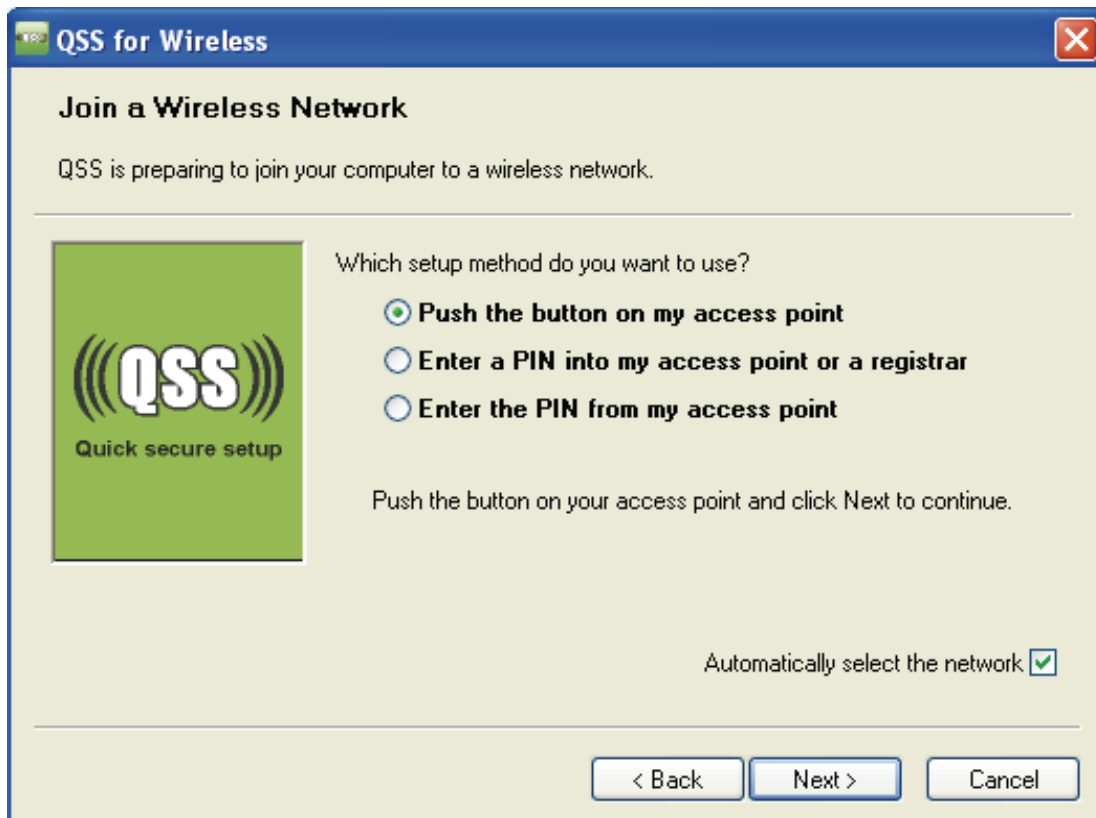 QSS for Wireless
Join a Wireless Network
QSS is preparing to join your computer to a wireless network.
Which setup method do you want to use?
Push the button on my access point
Enter a PIN into my access point or a registrar
Enter the PIN from my access point
(((QSS)))
Quick secure setup
Push the button on your access point and click Next to continue.
Automatically select the network
< Back
Next >
Cancel